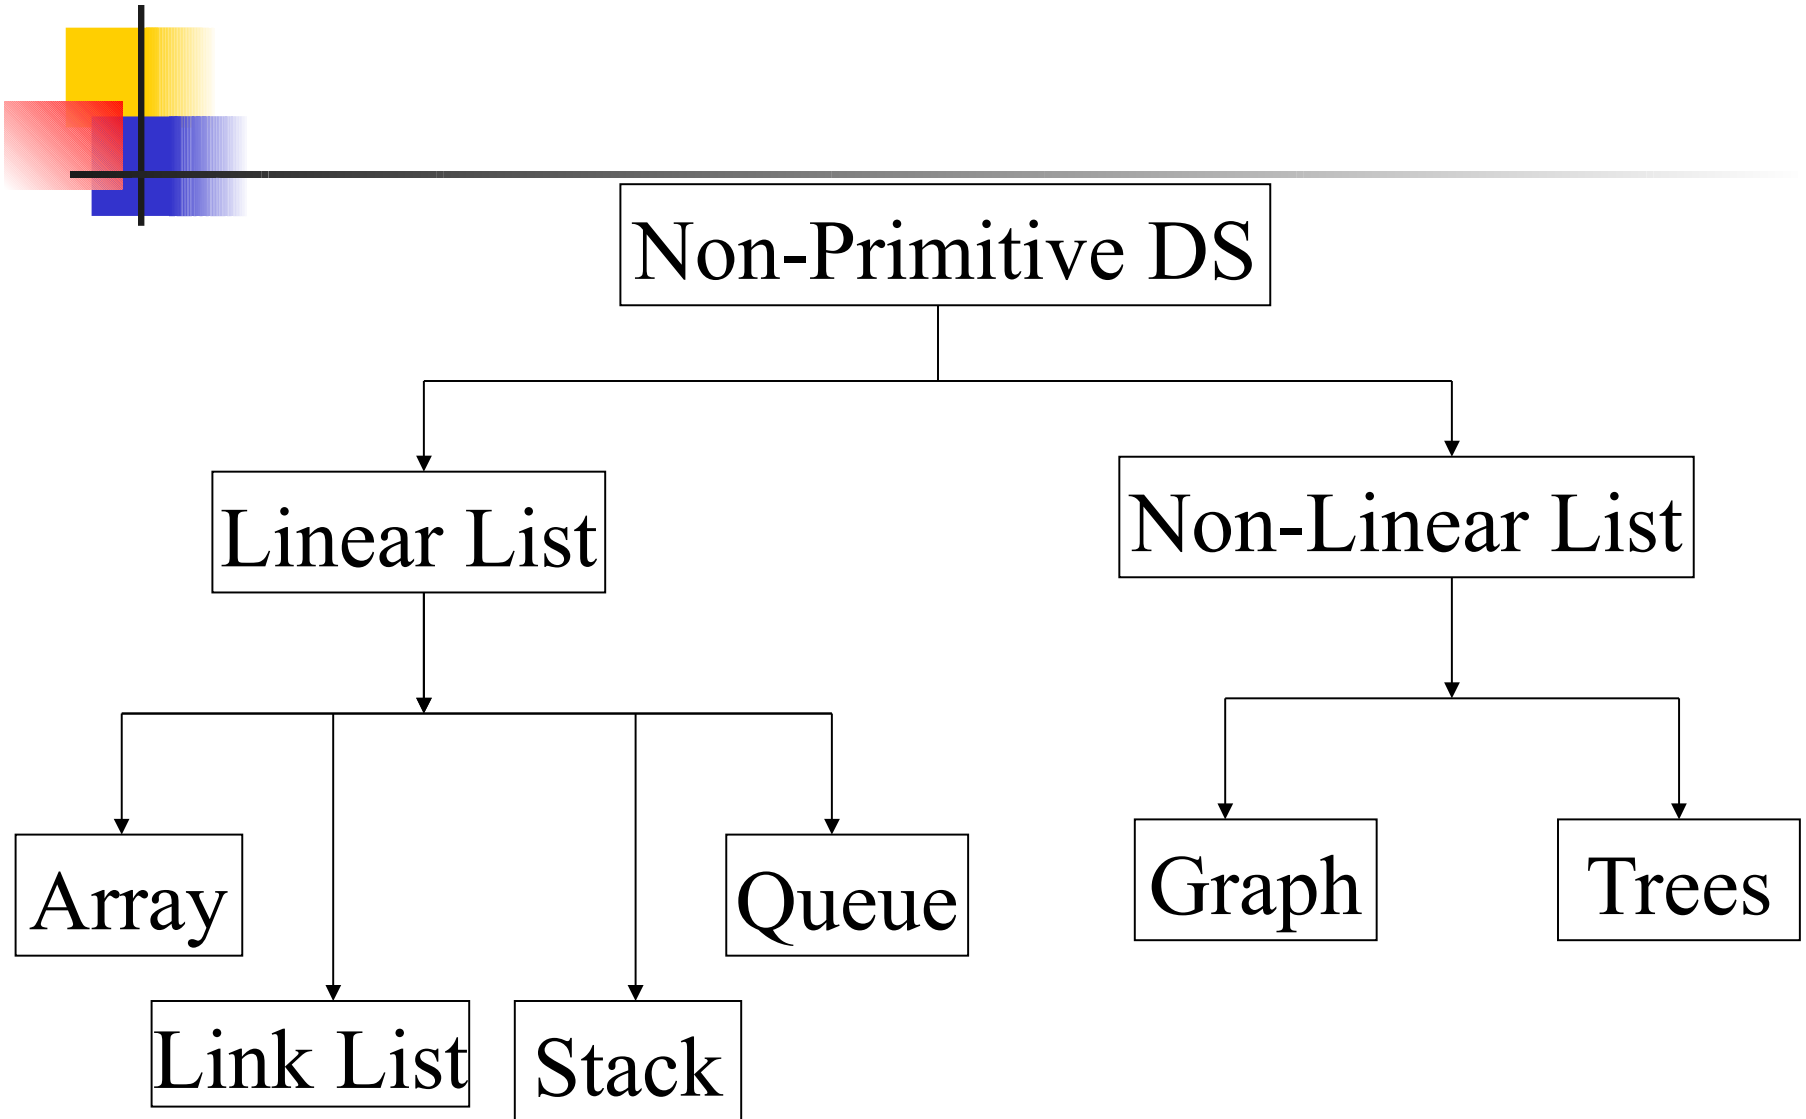 Non-Primitive DS
Linear List
Non-Linear List
Array
Queue
Graph
Trees
Link List
Stack